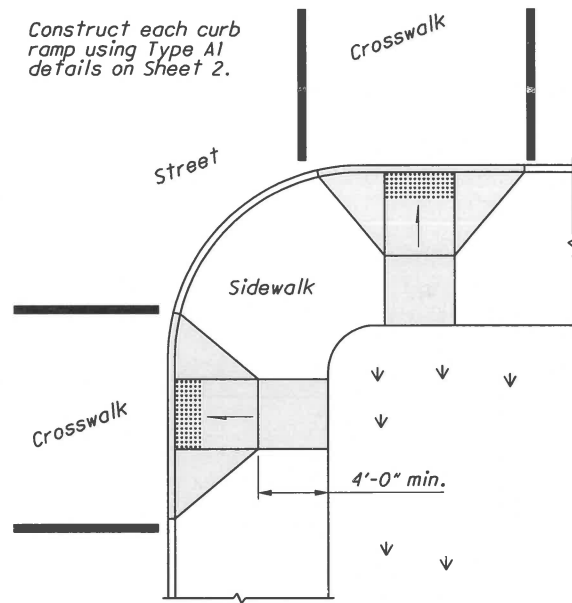 Construct each curb
ramp using Type A1
details on Sheet 2.
Crosswalk
Street
Sidewalk
Crosswalk
4'-0" min.